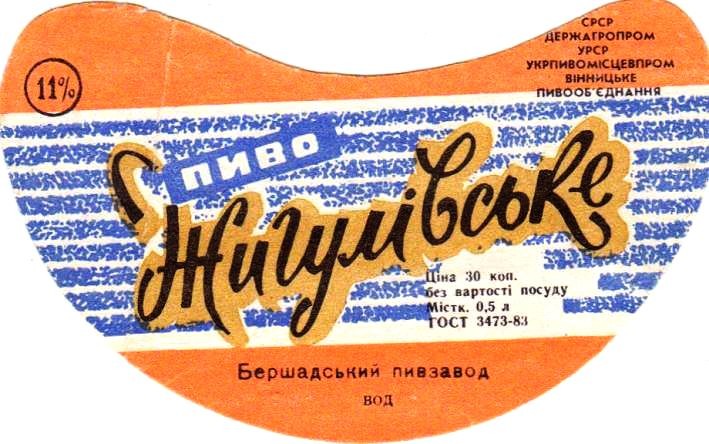 11%
СРСР
ДЕРЖАГРОПРОМ
УРСР
УКРПИВОМІСЦЕВПРОМ
ВІННИЦЬКЕ
ПИВООБ'ЄДНАННЯ
ПИВО
Жигулівське
Ціна 30 коп.
без вартості посуду
Містк. 0,5 л
ГОСТ 3473-83
Бершадський пивзавод
ВОД